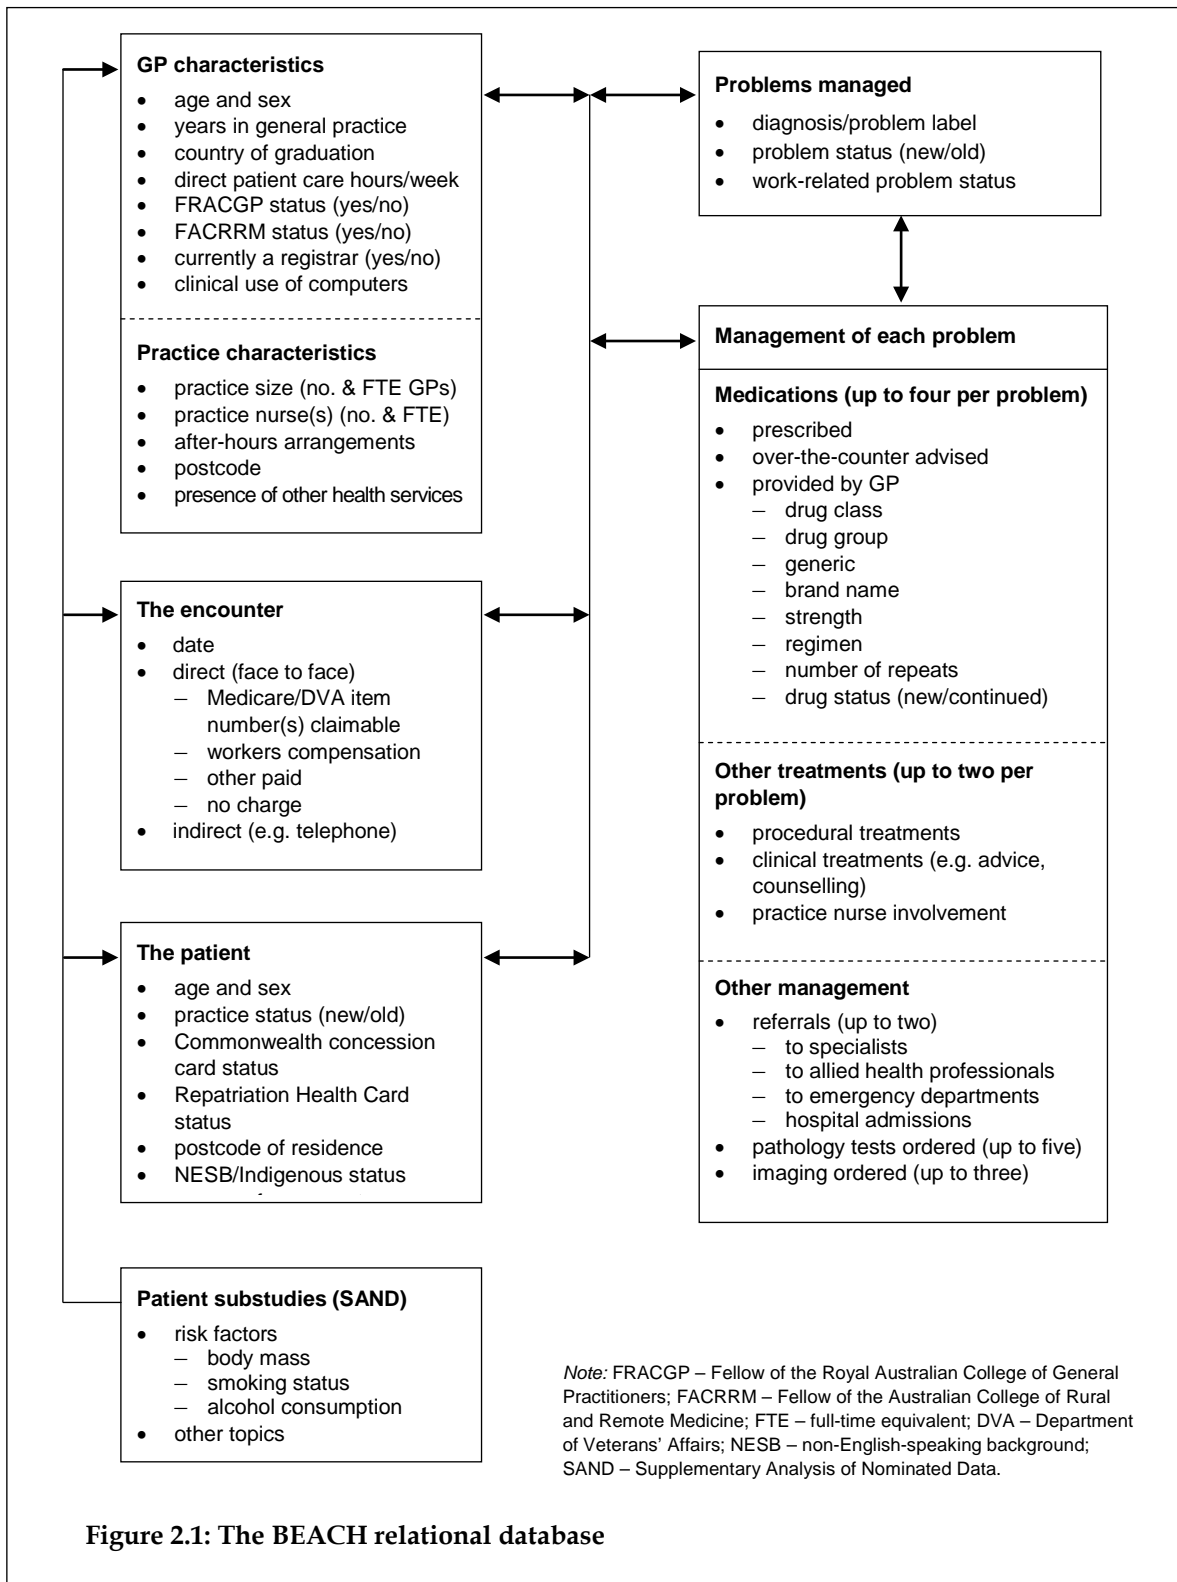 GP characteristics
• age and sex
• years in general practice
• country of graduation
• direct patient care hours/week
• FRACGP status (yes/no)
• FACRRM status (yes/no)
• currently a registrar (yes/no)
• clinical use of computers
Practice characteristics
• practice size (no. & FTE GPs)
• practice nurse(s) (no. & FTE)
• after-hours arrangements
• postcode
• presence of other health services
The encounter
• date
• direct (face to face)
– Medicare/DVA item
number(s) claimable
– workers compensation
– other paid
– no charge
• indirect (e.g. telephone)
The patient
• age and sex
• practice status (new/old)
• Commonwealth concession
card status
• Repatriation Health Card
status
• postcode of residence
• NESB/Indigenous status
Patient substudies (SAND)
• risk factors
– body mass
– smoking status
– alcohol consumption
• other topics
Problems managed
• diagnosis/problem label
• problem status (new/old)
• work-related problem status
Management of each problem
Medications (up to four per problem)
• prescribed
• over-the-counter advised
• provided by GP
– drug class
– drug group
– generic
– brand name
– strength
– regimen
– number of repeats
– drug status (new/continued)
Other treatments (up to two per
problem)
• procedural treatments
• clinical treatments (e.g. advice,
counselling)
• practice nurse involvement
Other management
• referrals (up to two)
– to specialists
– to allied health professionals
– to emergency departments
– hospital admissions
• pathology tests ordered (up to five)
• imaging ordered (up to three)
Note: FRACGP – Fellow of the Royal Australian College of General
Practitioners; FACRRM – Fellow of the Australian College of Rural
and Remote Medicine; FTE – full-time equivalent; DVA – Department
of Veterans' Affairs; NESB – non-English-speaking background;
SAND – Supplementary Analysis of Nominated Data.
Figure 2.1: The BEACH relational database